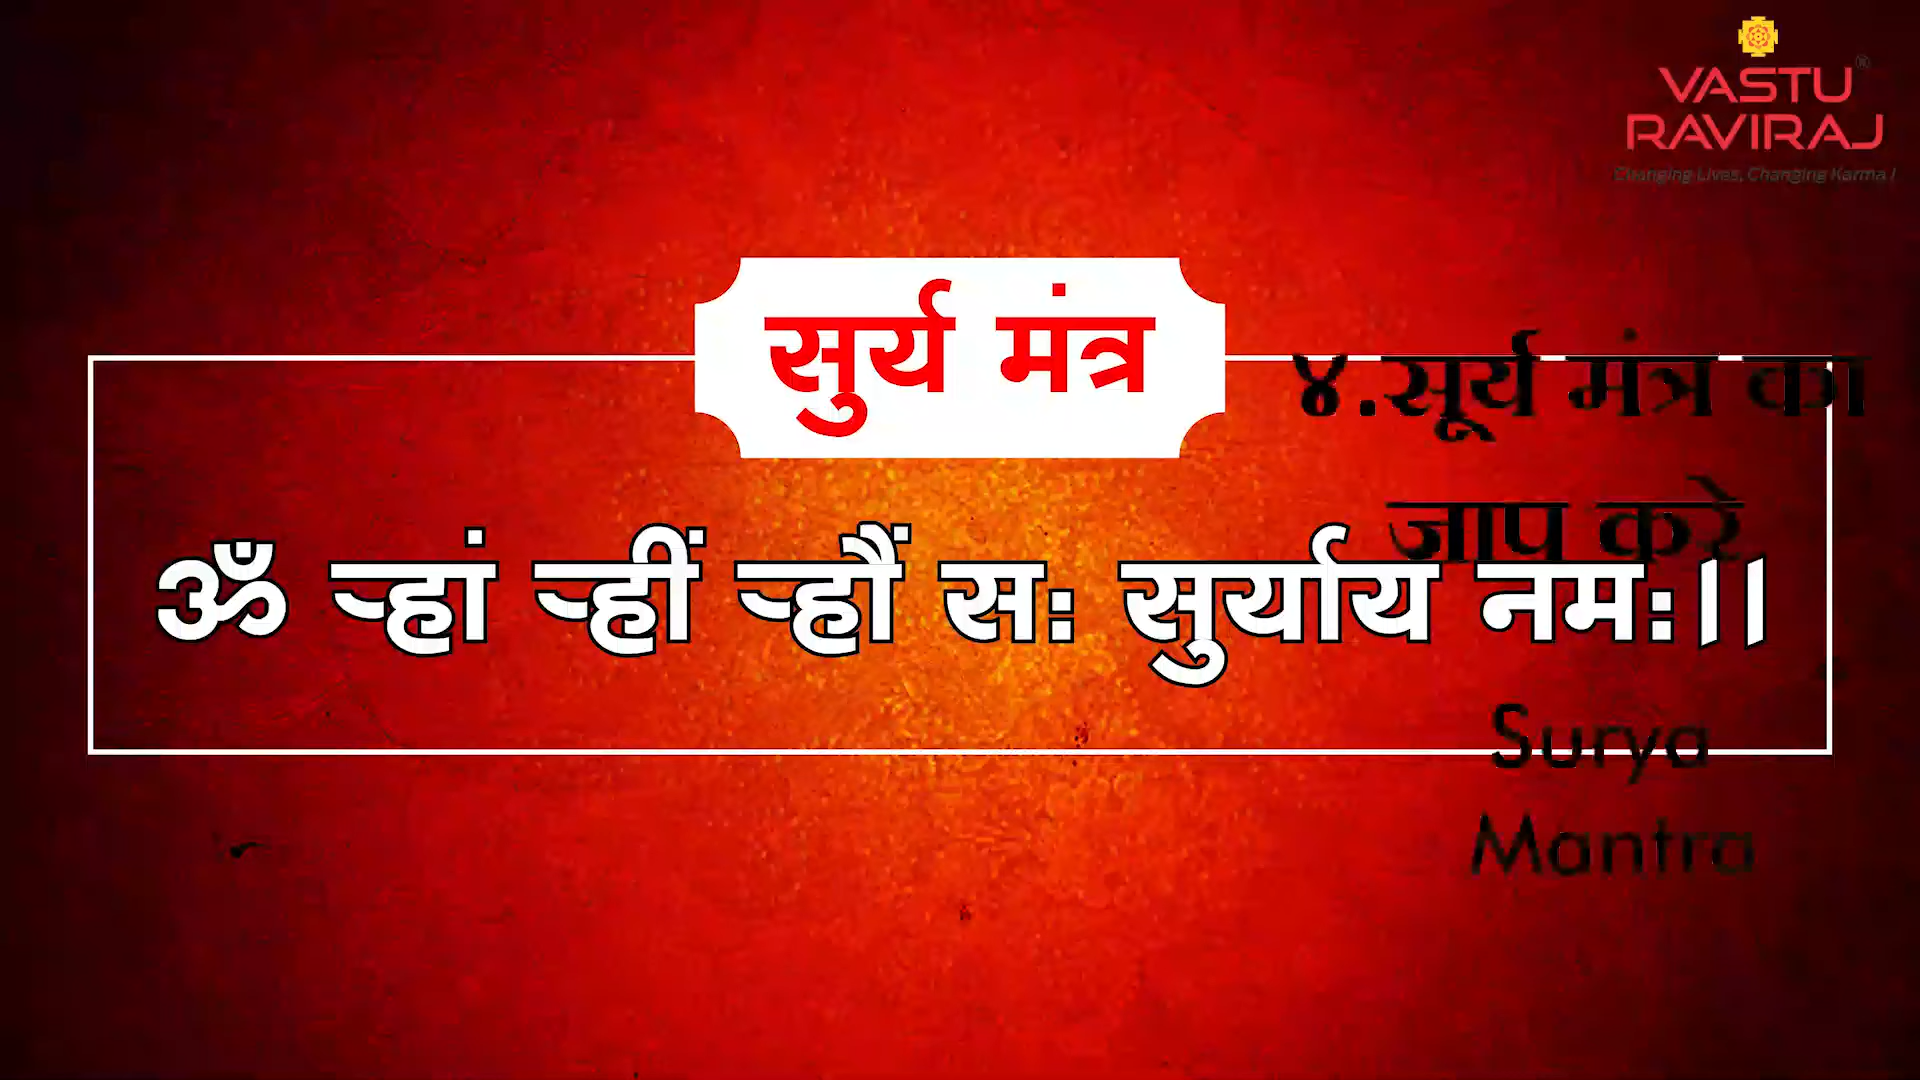 VASTU
RAVIRAJ
®
Changing Lives, Changing Karma !
सुर्य मंत्र
४.सूर्य मंत्र का
जाप करे
ॐ ऱ्हां ऱ्हीं ऱ्हौं सः सुर्याय नमः।।
Surya
Mantra